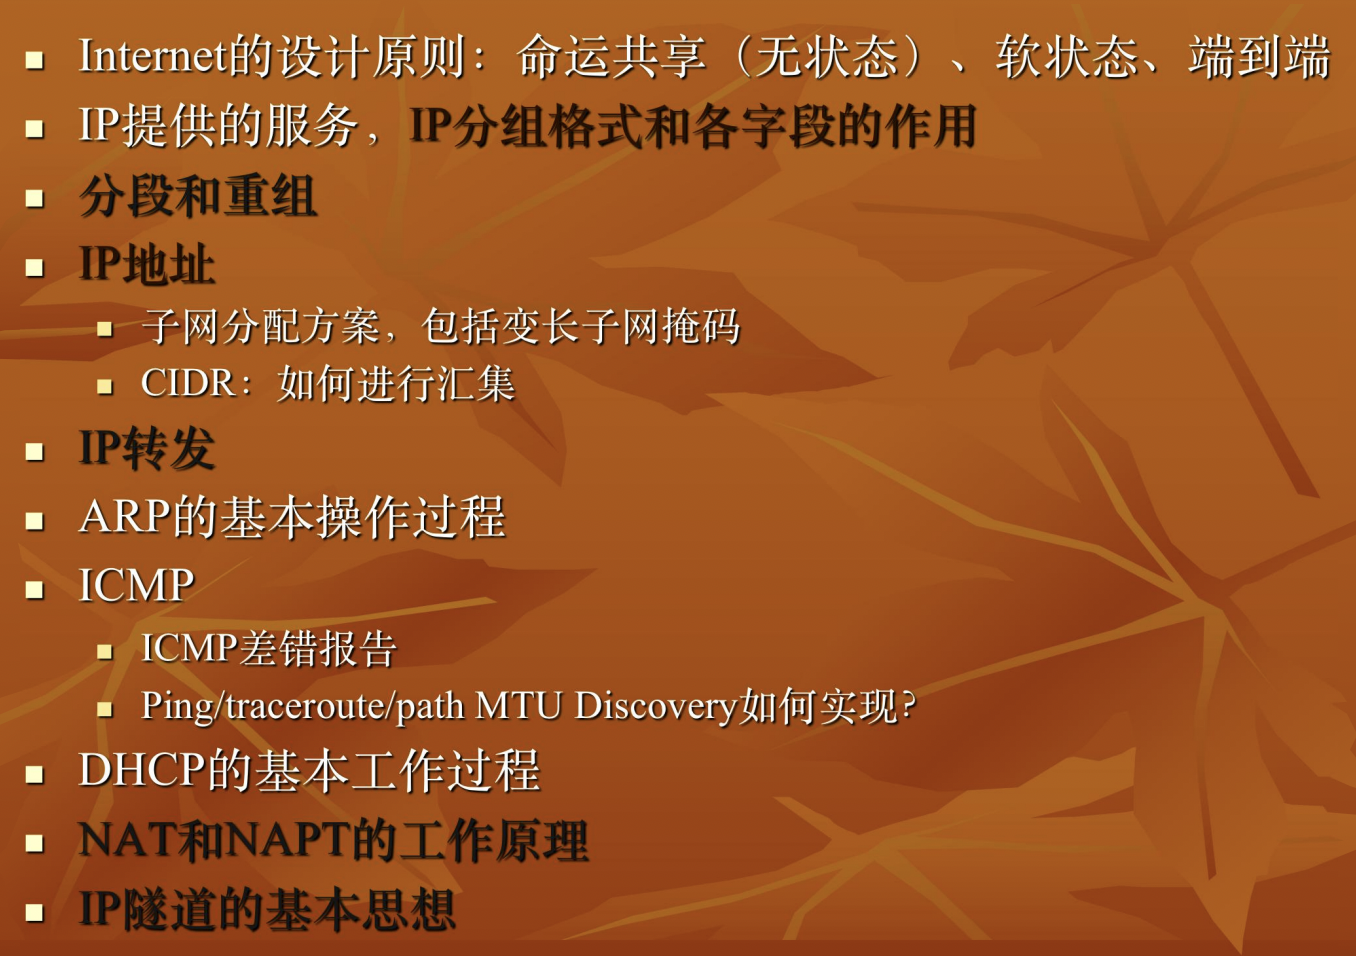 Internet的设计原则：命运共享（无状态）、软状态、端到端
IP提供的服务，IP分组格式和各字段的作用
分段和重组
IP地址
子网分配方案，包括变长子网掩码
CIDR：如何进行汇集
IP转发
ARP的基本操作过程
ICMP
ICMP差错报告
Ping/traceroute/path MTU Discovery如何实现？
DHCP的基本工作过程
NAT和NAPT的工作原理
IP隧道的基本思想